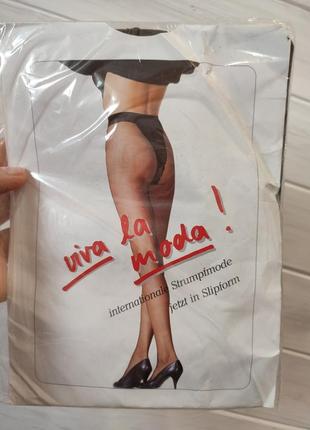 viva la
moda!
internationale Strumpfmode
jetzt in Slipform